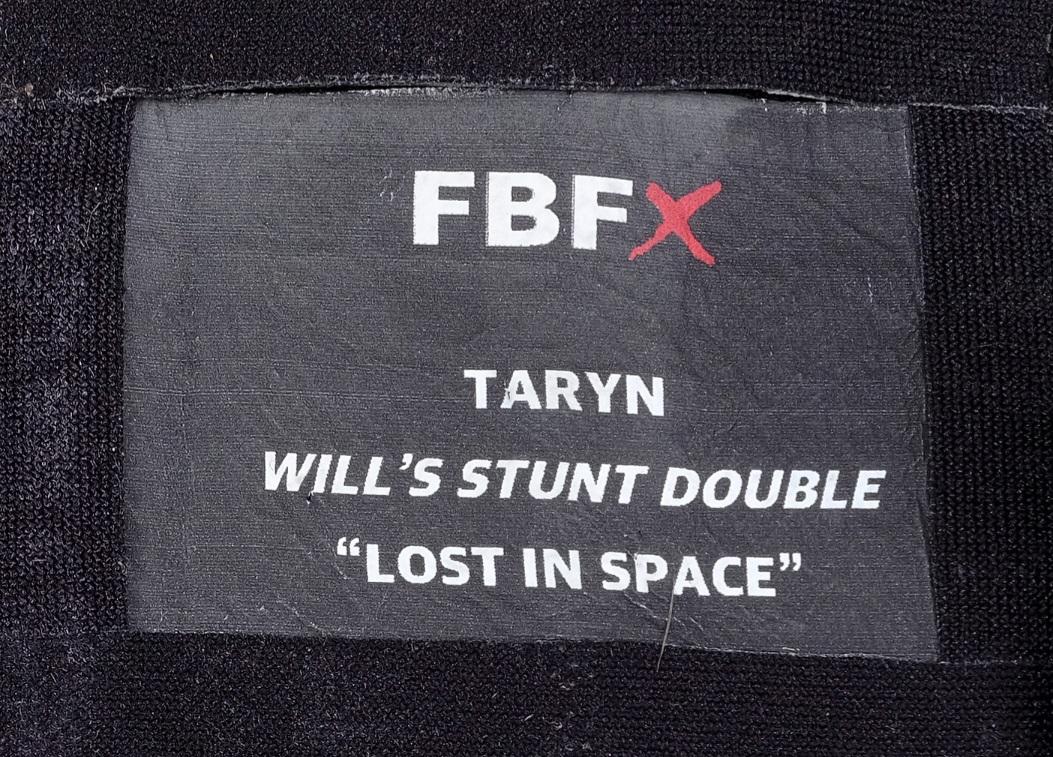 FBFX
TARYN
WILL'S STUNT DOUBLE
“LOST IN SPACE”